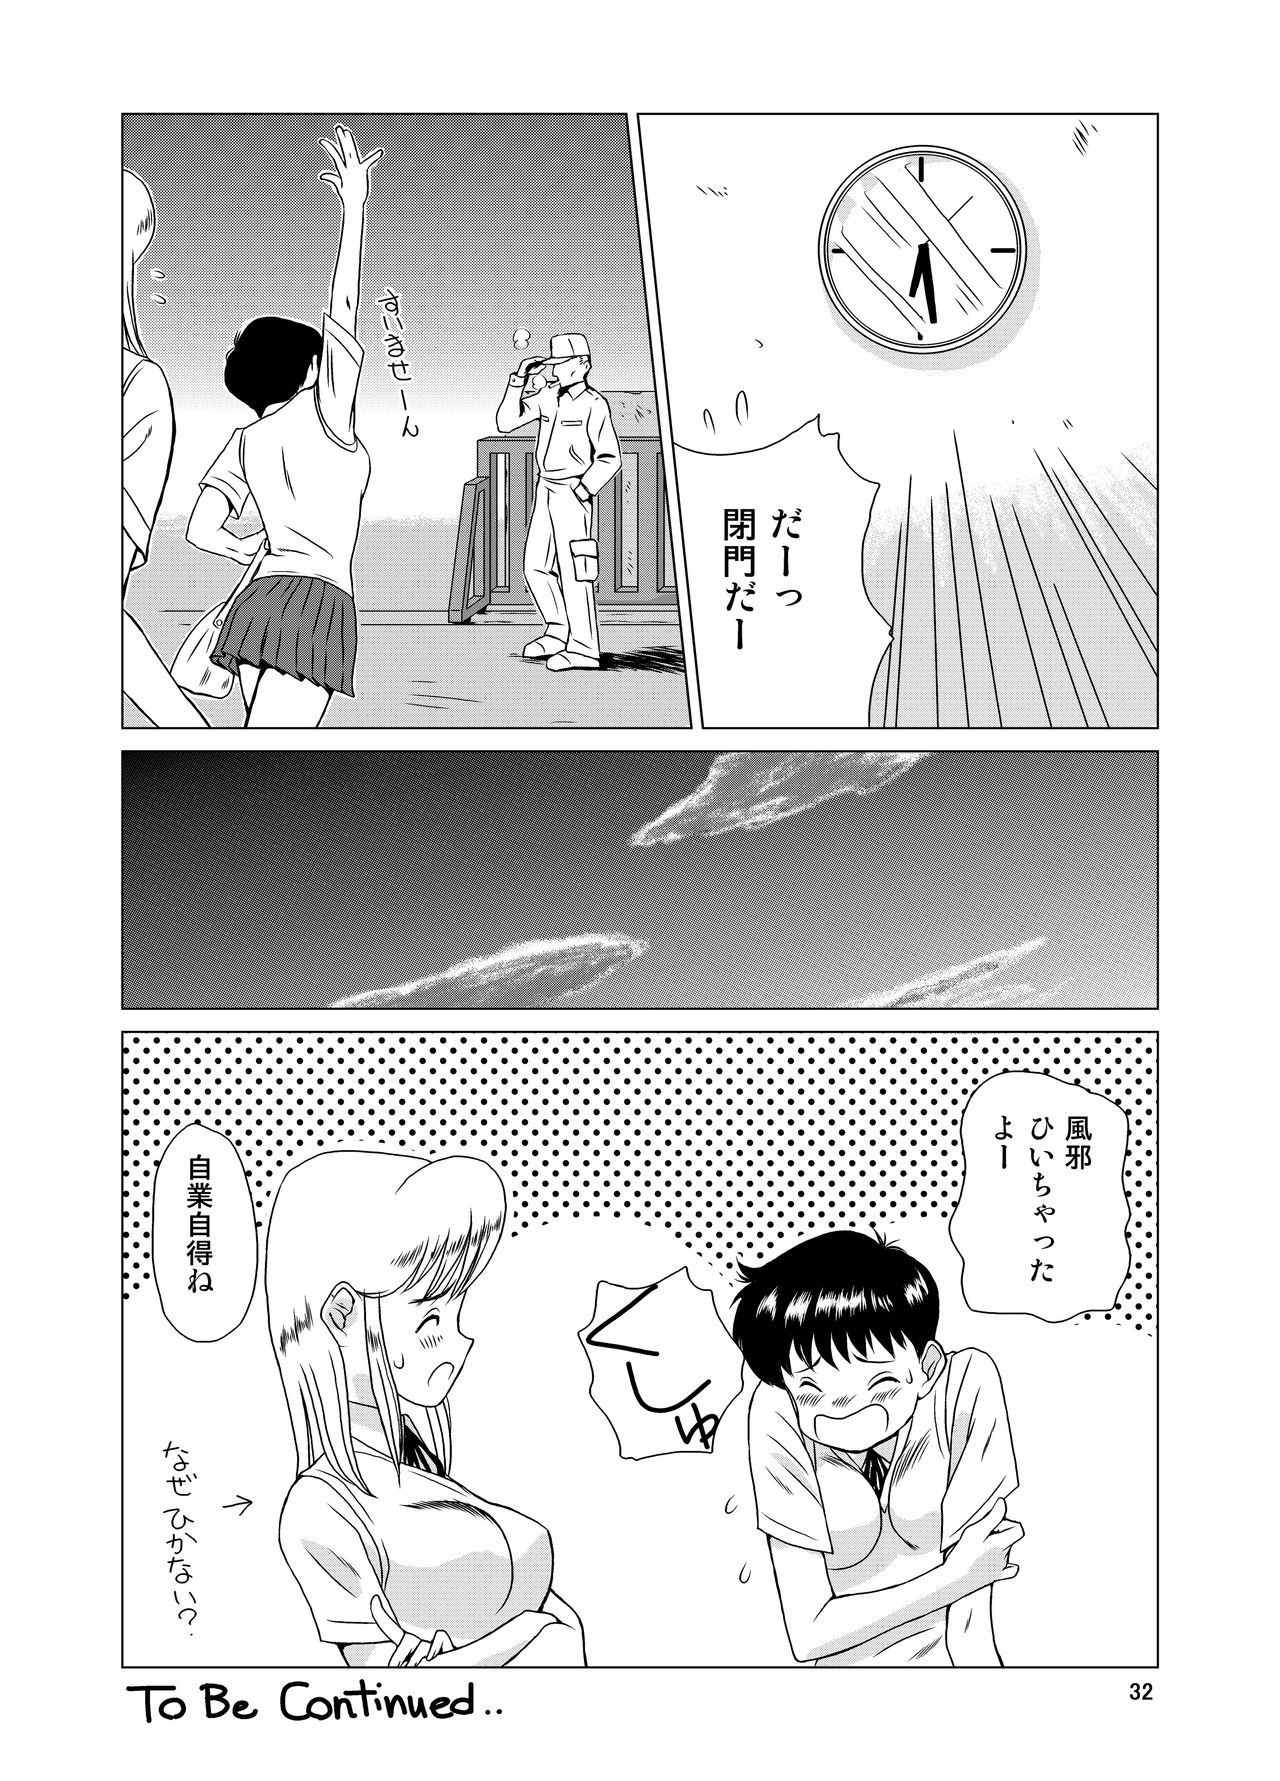 だーっ
閉門だー
すいませーん
風邪
ひいちゃった
よー
くしゅ
自業自得ね
なぜひかない?
To Be Continued..
32